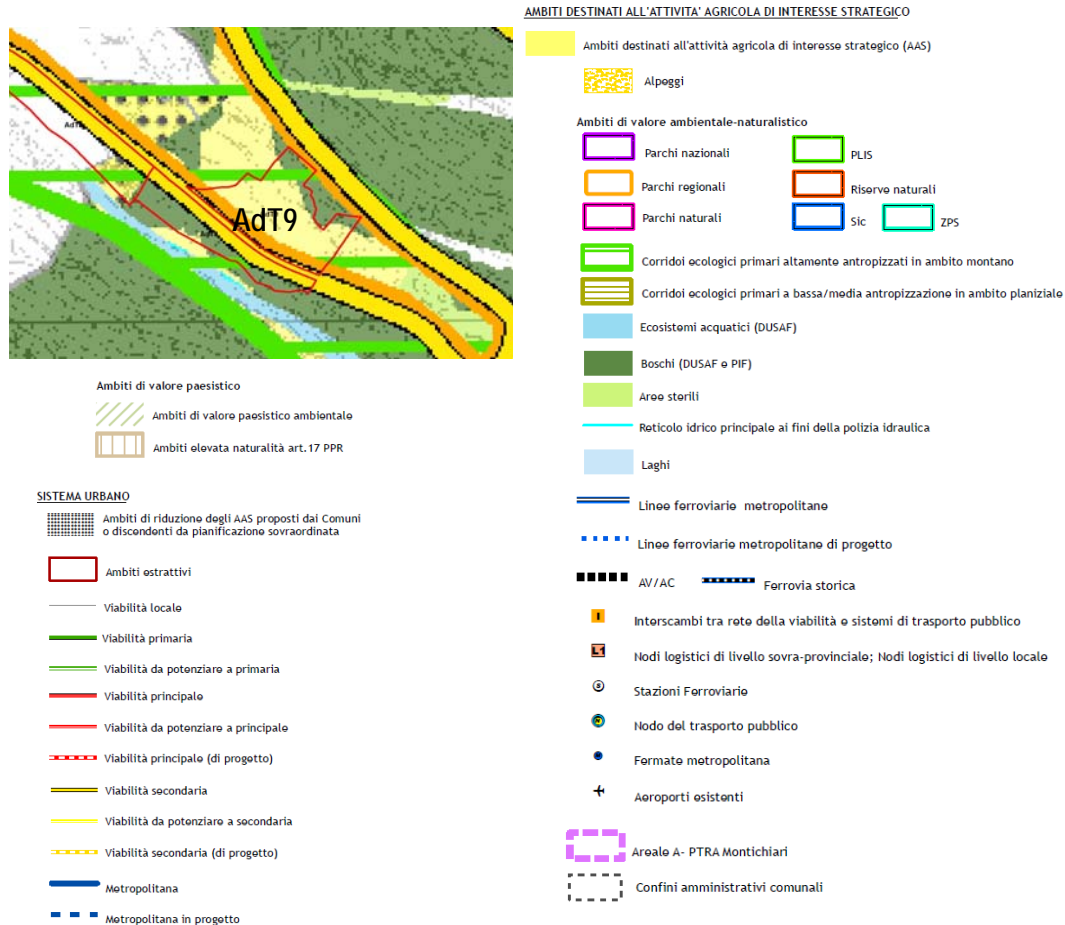 AMBITI DESTINATI ALL'ATTIVITA' AGRICOLA DI INTERESSE STRATEGICO
Ambiti destinati all'attività agricola di interesse strategico (AAS)
Alpeggi
Ambiti di valore ambientale-naturalistico
Parchi nazionali
PLIS
Parchi regionali
Riserve naturali
Parchi naturali
Sic
ZPS
Corridoi ecologici primari altamente antropizzati in ambito montano
Corridoi ecologici primari a bassa/media antropizzazione in ambito planiziale
Ecosistemi acquatici (DUSAF)
Boschi (DUSAF e PIF)
Aree sterili
Reticolo idrico principale ai fini della polizia idraulica
Laghi
Linee ferroviarie metropolitane
Linee ferroviarie metropolitane di progetto
AV/AC
Ferrovia storica
I
Interscambi tra rete della viabilità e sistemi di trasporto pubblico
L1
Nodi logistici di livello sovra-provinciale; Nodi logistici di livello locale
S
Stazioni Ferroviarie
Nodo del trasporto pubblico
Fermate metropolitana
Aeroporti esistenti
Areale A- PTRA Montichiari
Confini amministrativi comunali
AdT9
Ambiti di valore paesistico
Ambiti di valore paesistico ambientale
Ambiti elevata naturalità art.17 PPR
SISTEMA URBANO
Ambiti di riduzione degli AAS proposti dai Comuni
o discendenti da pianificazione sovraordinata
Ambiti estrattivi
Viabilità locale
Viabilità primaria
Viabilità da potenziare a primaria
Viabilità principale
Viabilità da potenziare a principale
Viabilità principale (di progetto)
Viabilità secondaria
Viabilità da potenziare a secondaria
Viabilità secondaria (di progetto)
Metropolitana
Metropolitana in progetto